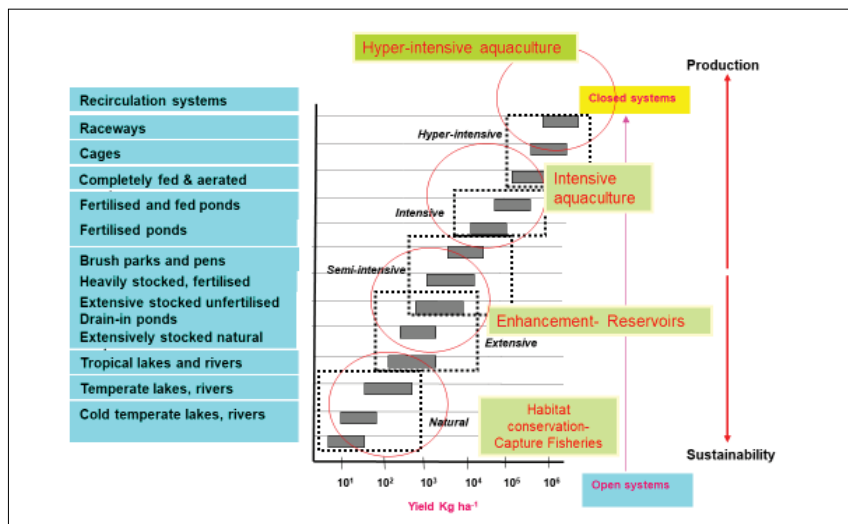 Hyper-intensive aquaculture
Production
Recirculation systems
Closed systems
Raceways
Hyper-intensive
Cages
Completely fed & aerated
Intensive
aquaculture
Fertilised and fed ponds
Intensive
Fertilised ponds
Brush parks and pens
Semi-intensive
Heavily stocked, fertilised
Extensive stocked unfertilised
Drain-in ponds
Enhancement- Reservoirs
Extensively stocked natural
Extensive
Tropical lakes and rivers
Temperate lakes, rivers
Cold temperate lakes, rivers
Natural
Habitat
conservation-
Capture Fisheries
Sustainability
Open systems
10¹ 10² 10³ 10⁴ 10⁵ 10⁶
Yield Kg ha⁻¹